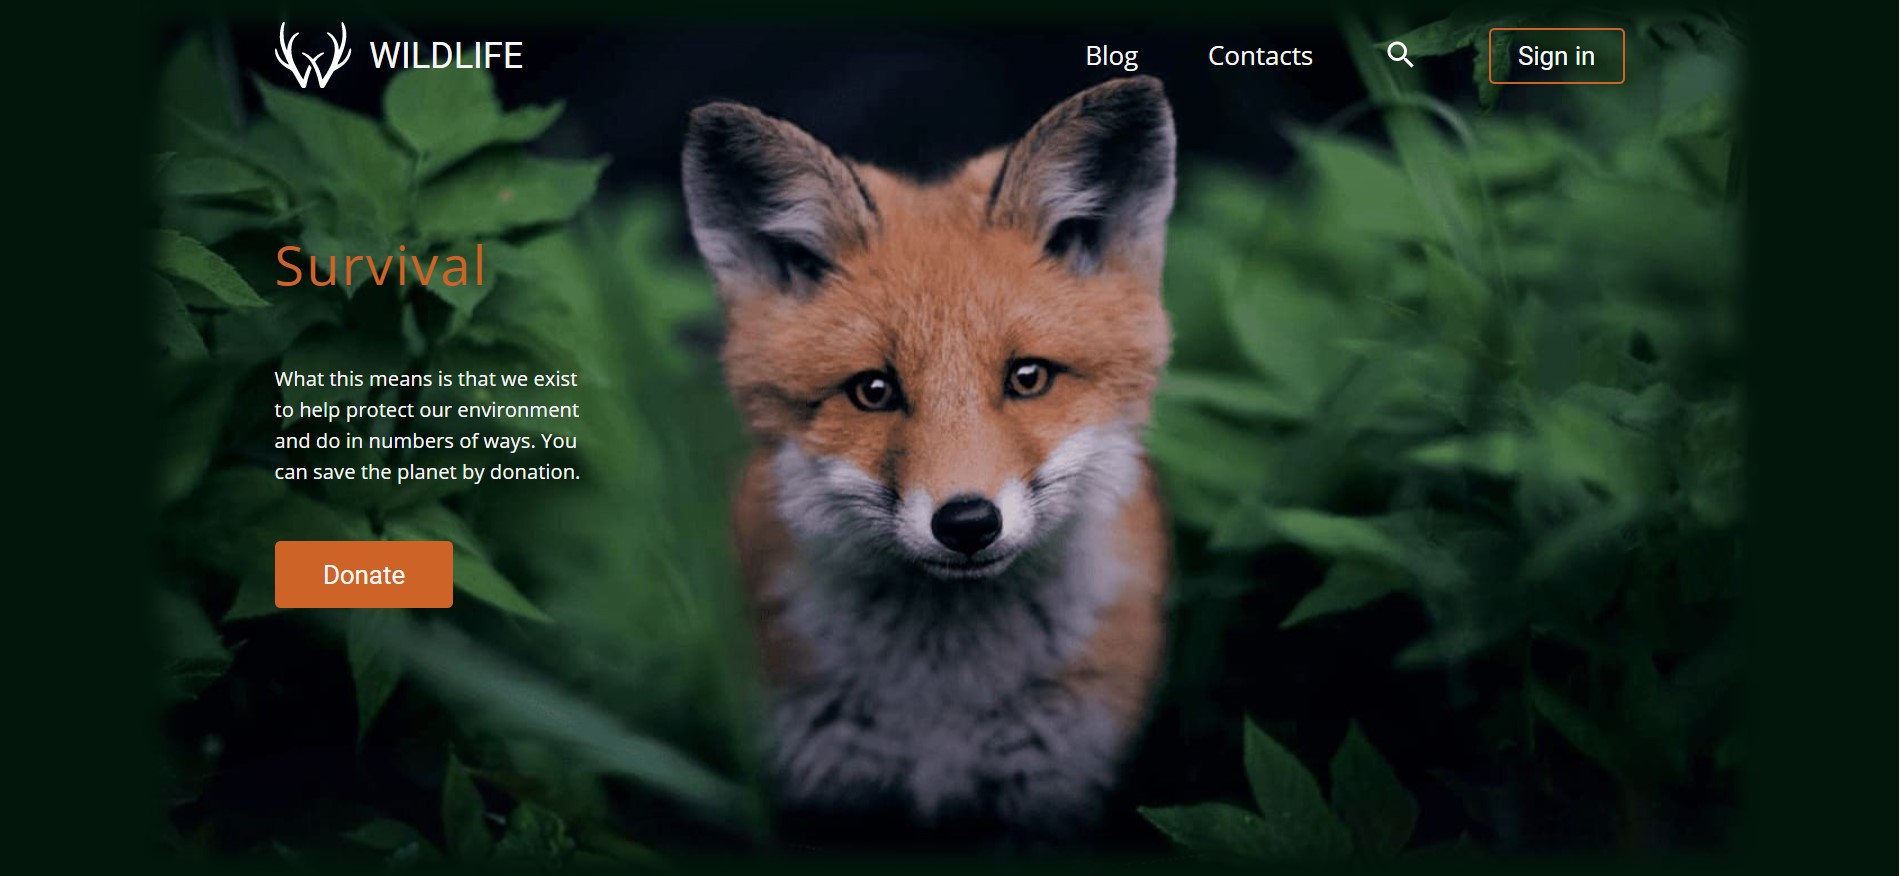 WILDLIFE
Blog
Contacts
Sign in
Survival
What this means is that we exist
to help protect our environment
and do in numbers of ways. You
can save the planet by donation.
Donate